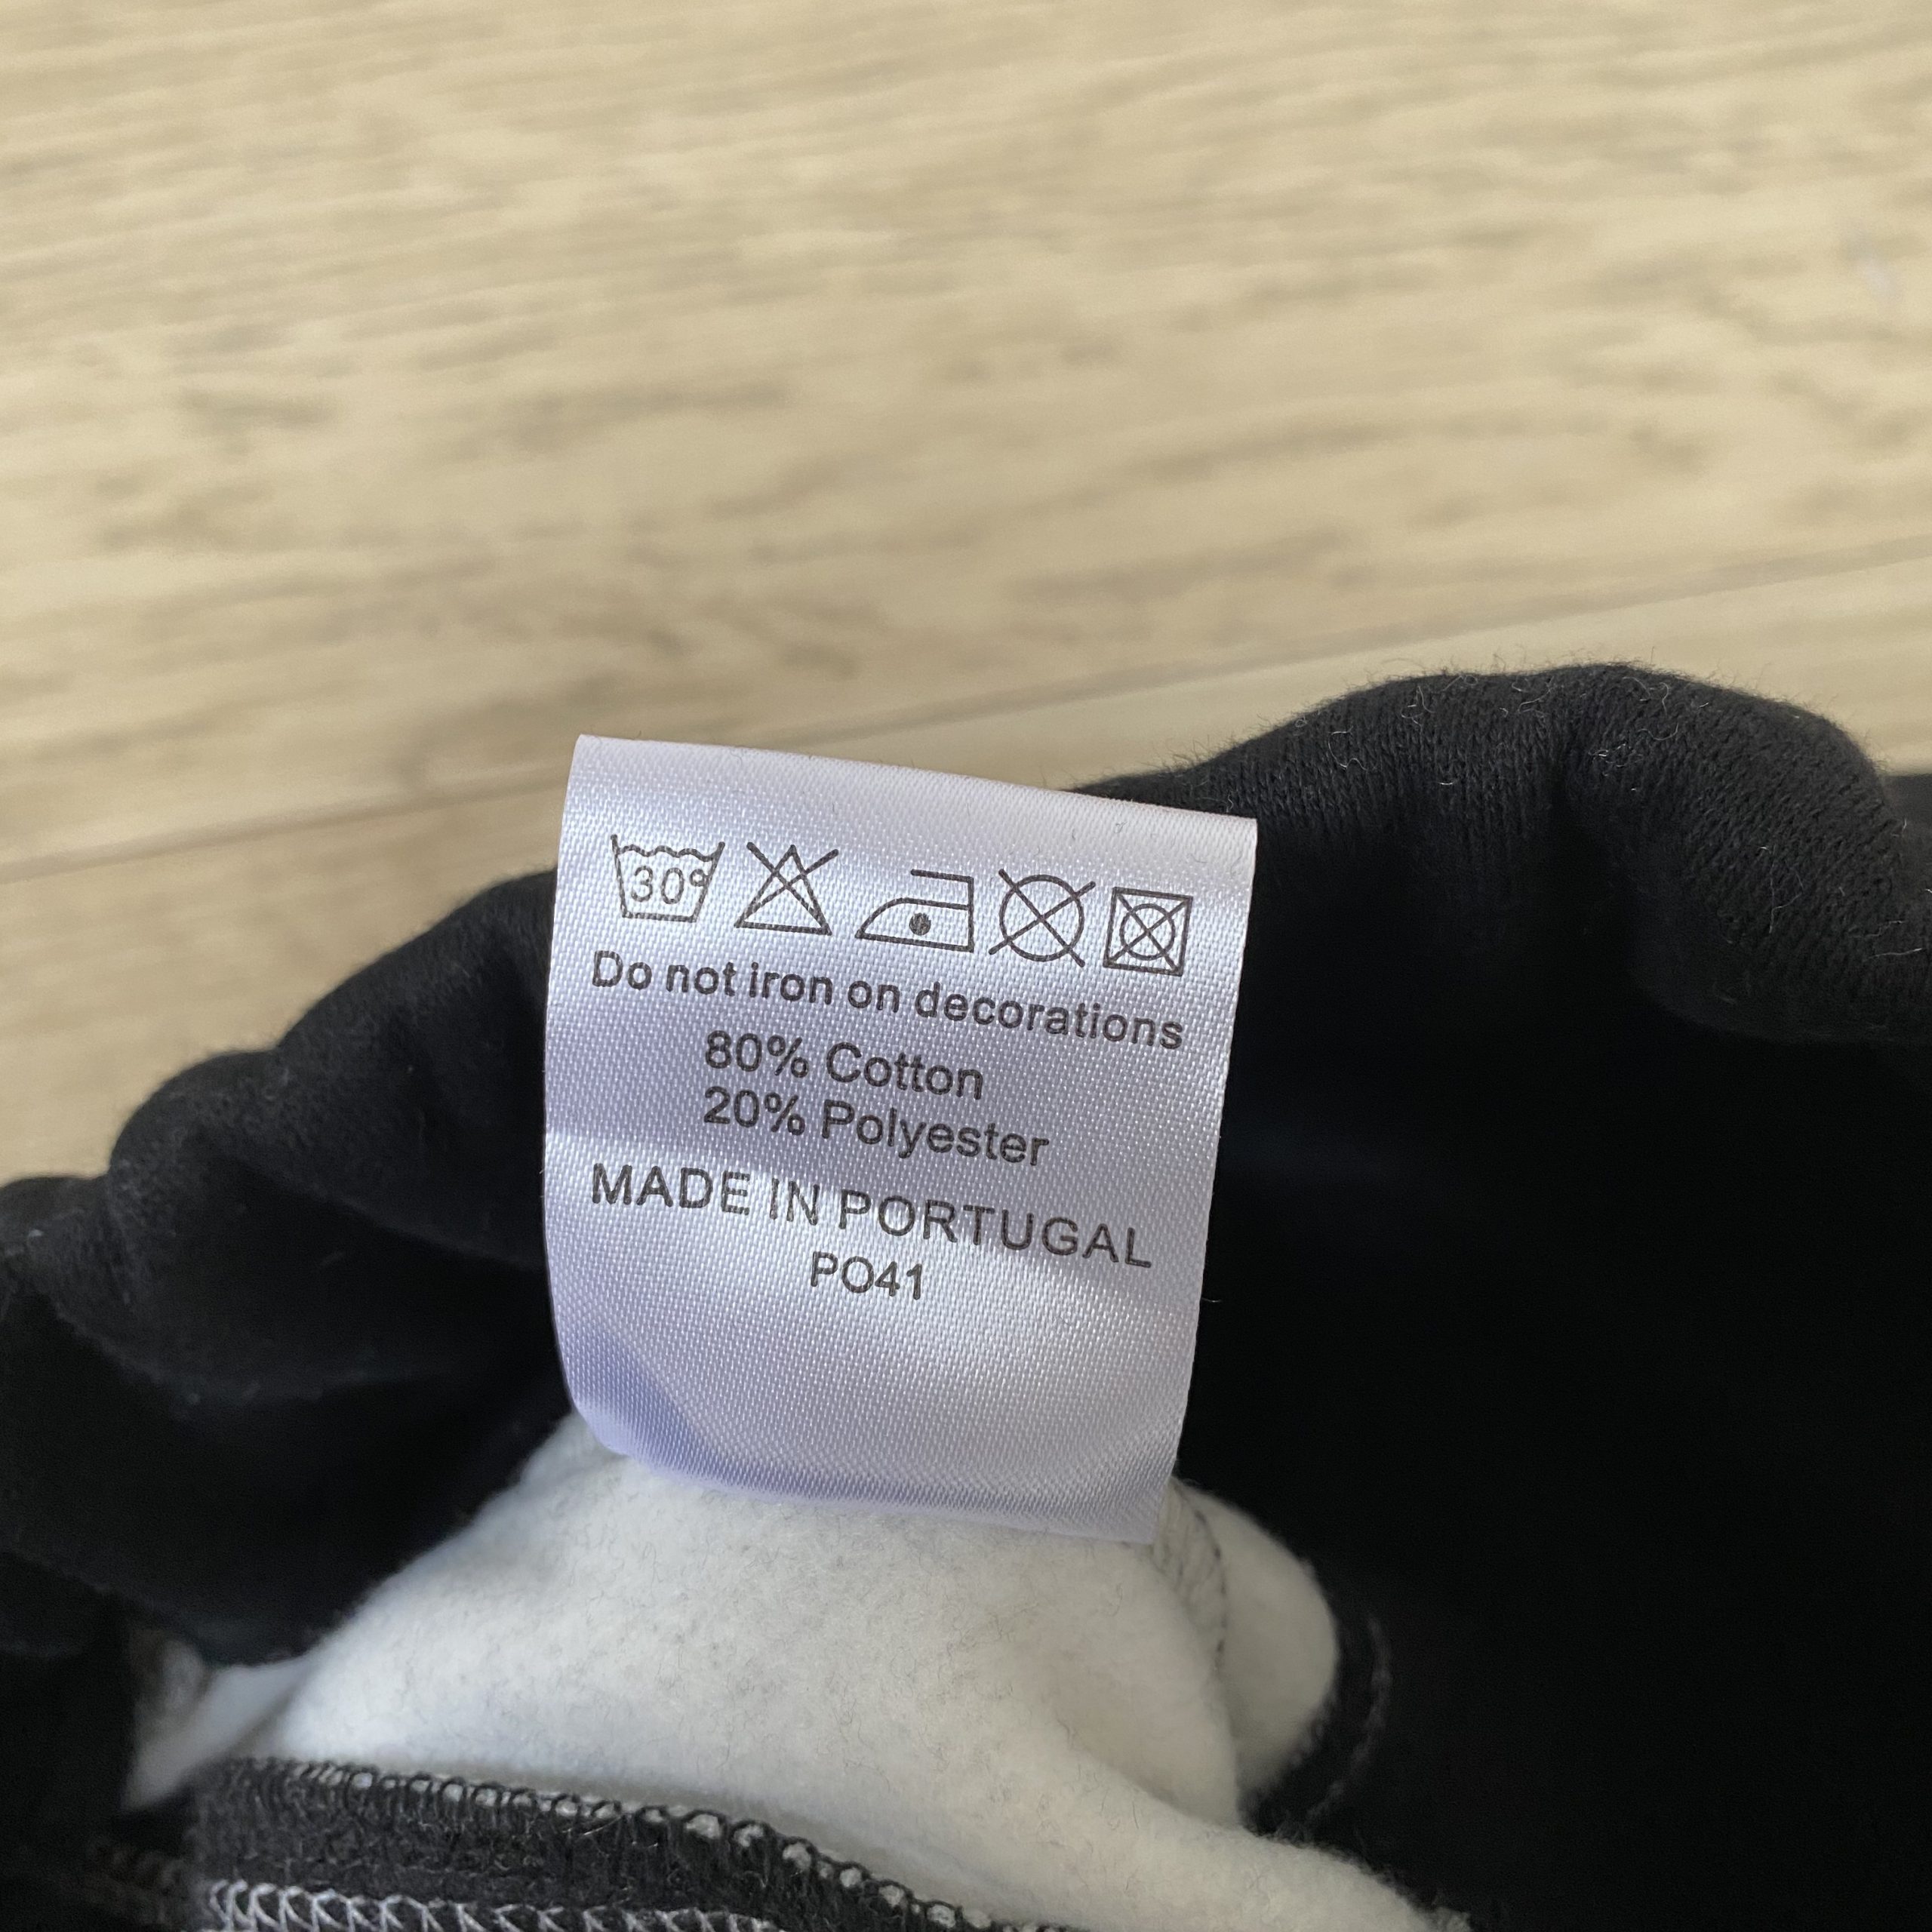 30°
Do not iron on decorations
80% Cotton
20% Polyester
MADE IN PORTUGAL
PO41